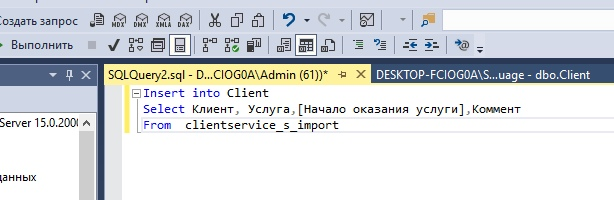 Создать запрос
MDX DMX XMLA DAX
Выполнить
SQLQuery2.sql - D...CIOG0A\Admin (61))*
DESKTOP-FCIOG0A\S...uage - dbo.Client
Insert into Client
Select Клиент, Услуга,[Начало оказания услуги],Коммент
From clientservice_s_import
Server 15.0.2000
данных